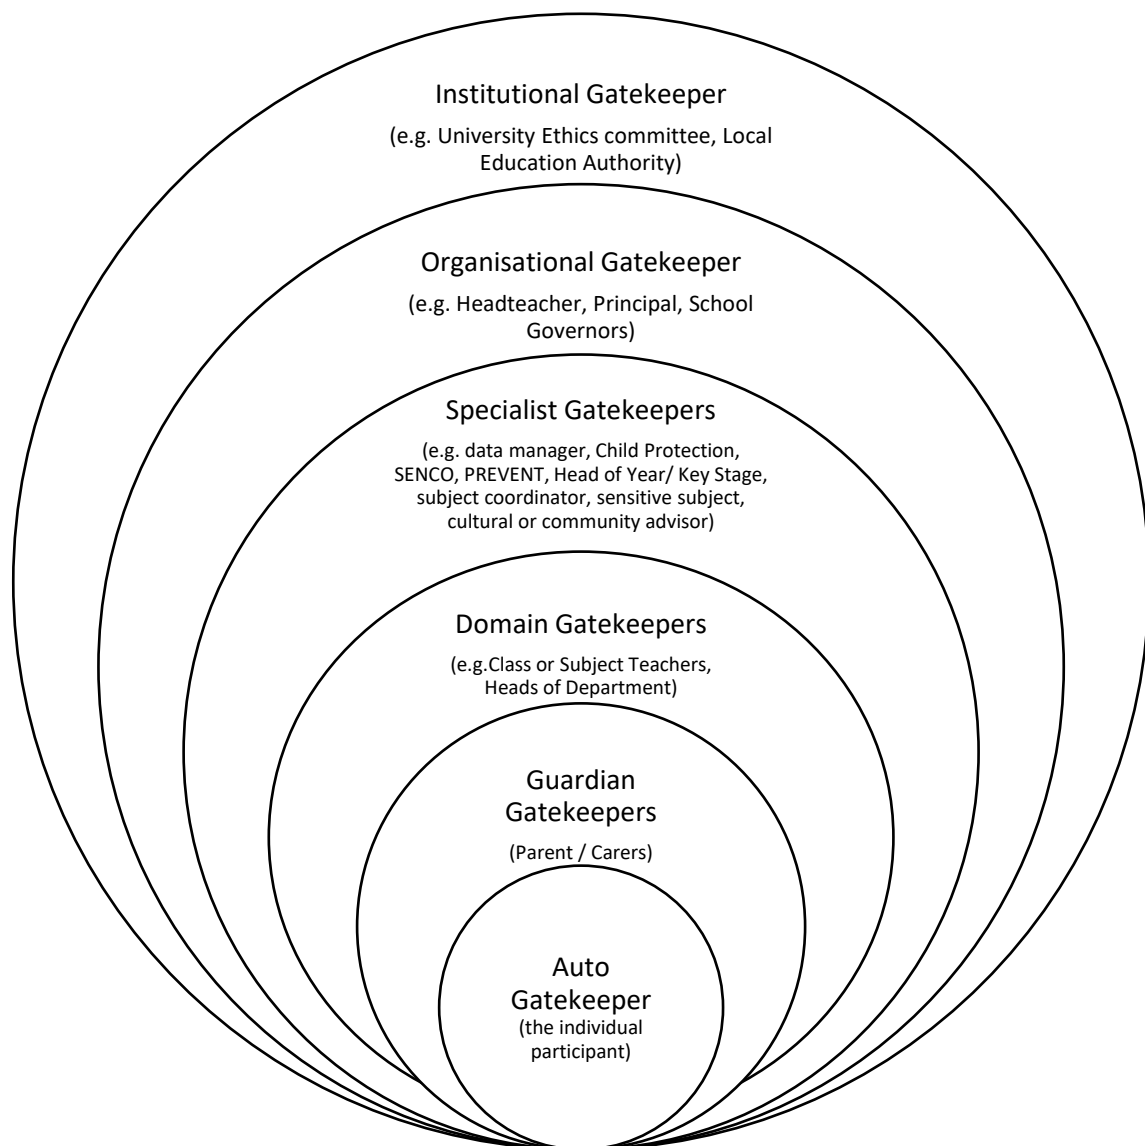 Institutional Gatekeeper
(e.g. University Ethics committee, Local
Education Authority)
Organisational Gatekeeper
(e.g. Headteacher, Principal, School
Governors)
Specialist Gatekeepers
(e.g. data manager, Child Protection,
SENCO, PREVENT, Head of Year/ Key Stage,
subject coordinator, sensitive subject,
cultural or community advisor)
Domain Gatekeepers
(e.g.Class or Subject Teachers,
Heads of Department)
Guardian
Gatekeepers
(Parent / Carers)
Auto
Gatekeeper
(the individual
participant)